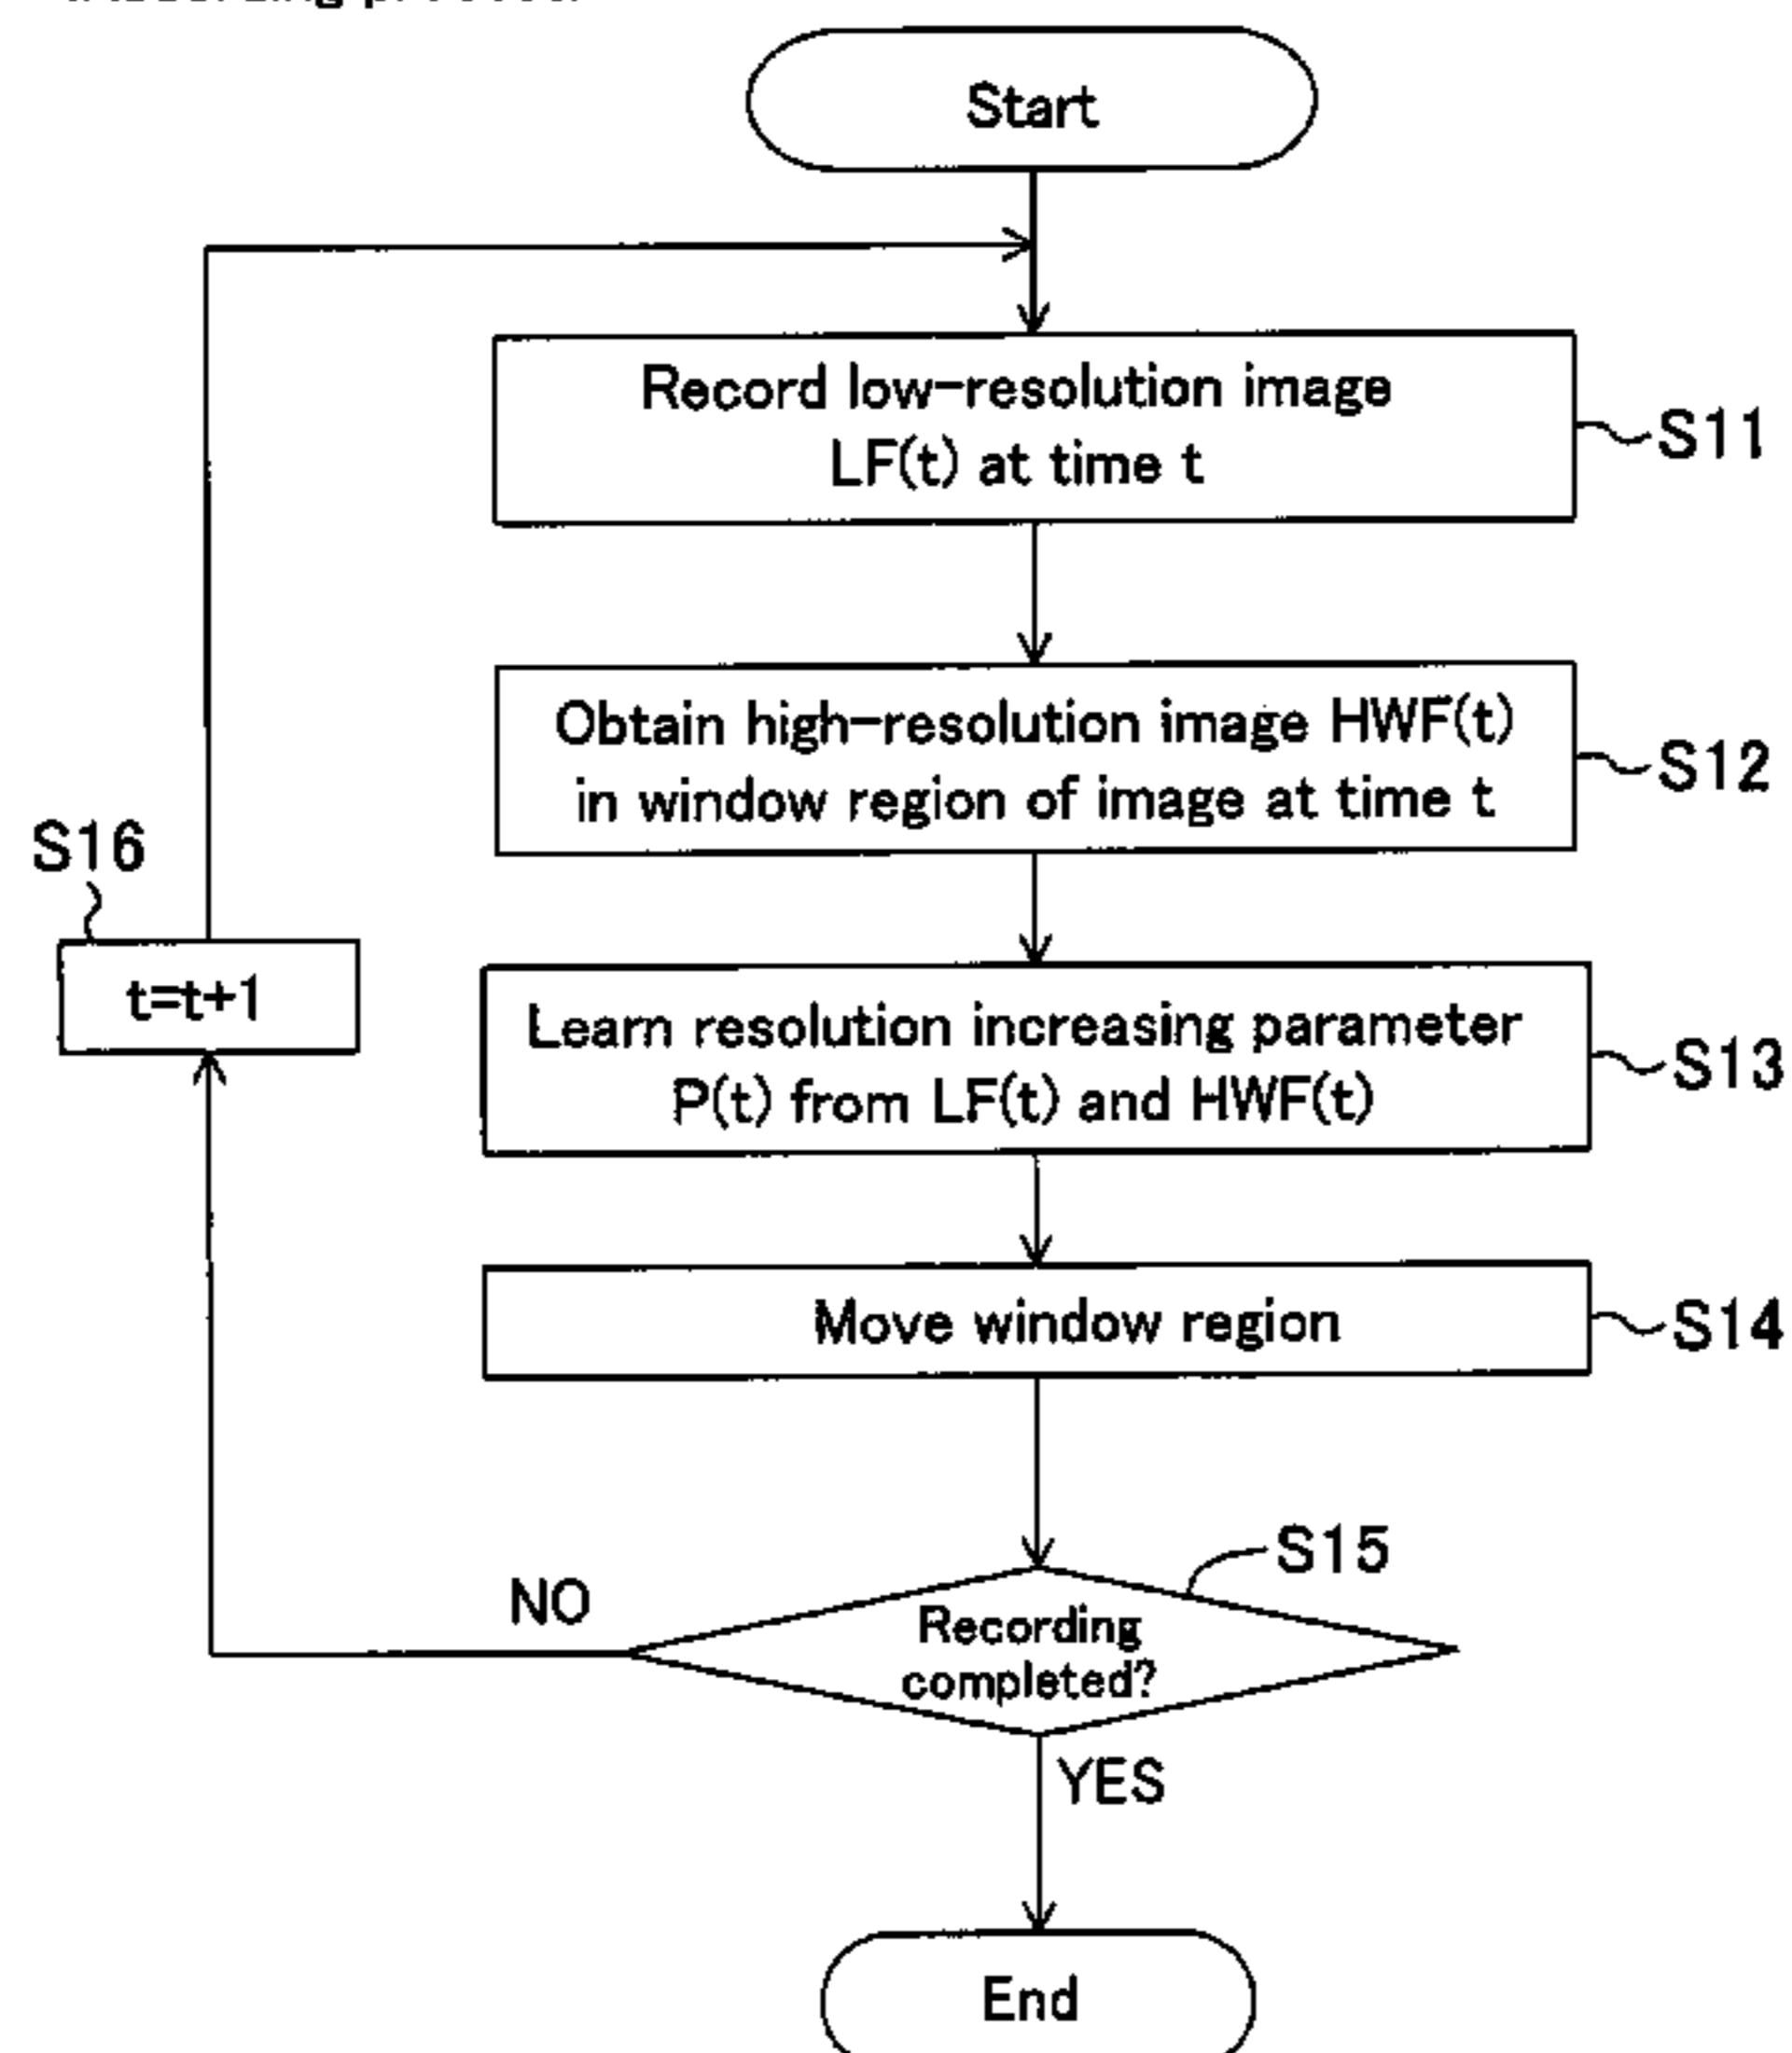 Start
Record low-resolution image
LF(t) at time t
S11
Obtain high-resolution image HWF(t)
in window region of image at time t
S12
S16
t=t+1
Learn resolution increasing parameter
P(t) from LF(t) and HWF(t)
S13
Move window region
S14
S15
NO
Recording
completed?
YES
End